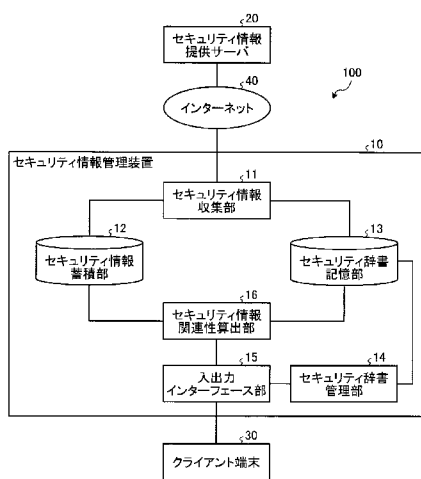 20
セキュリティ情報
提供サーバ
40
100
インターネット
10
セキュリティ情報管理装置
11
セキュリティ情報
収集部
12
13
セキュリティ情報
蓄積部
セキュリティ辞書
記憶部
16
セキュリティ情報
関連性算出部
15
14
入出力
インターフェース部
セキュリティ辞書
管理部
30
クライアント端末